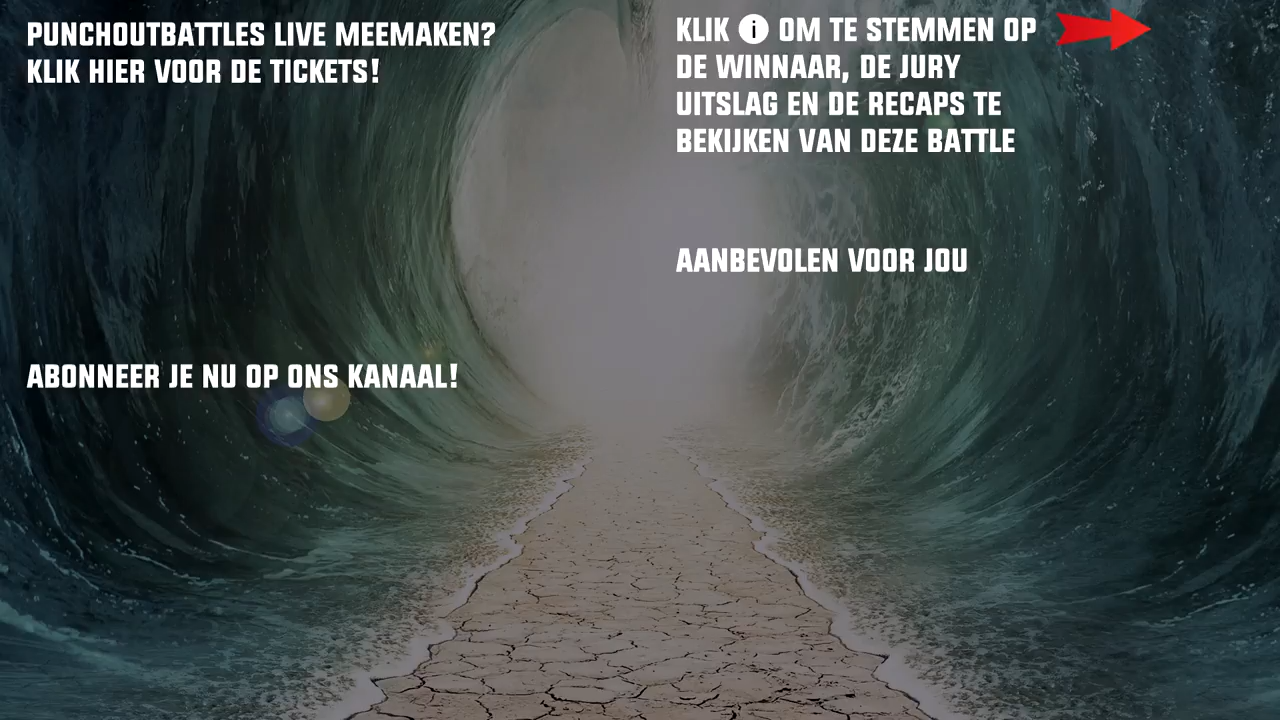 PUNCHOUTBATTLES LIVE MEEMAKEN?
KLIK HIER VOOR DE TICKETS!
ABONNEER JE NU OP ONS KANAAL!
KLIK i OM TE STEMMEN OP
DE WINNAAR, DE JURY
UITSLAG EN DE RECAPS TE
BEKIJKEN VAN DEZE BATTLE
AANBEVOLEN VOOR JOU